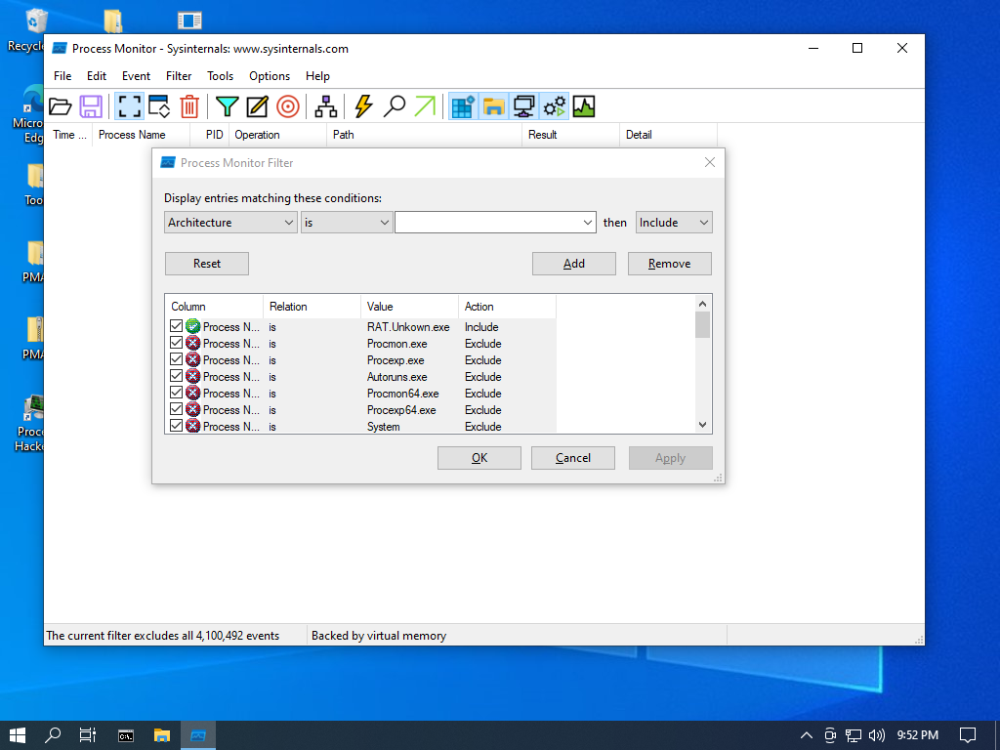 Recycle
Process Monitor - Sysinternals: www.sysinternals.com
File Edit Event Filter Tools Options Help
Time ... Process Name PID Operation Path Result Detail
Process Monitor Filter
Display entries matching these conditions:
Architecture is then Include
Reset Add Remove
Column Relation Value Action
Process N... is RAT.Unkown.exe Include
Process N... is Procmon.exe Exclude
Process N... is Procexp.exe Exclude
Process N... is Autoruns.exe Exclude
Process N... is Procmon64.exe Exclude
Process N... is Procexp64.exe Exclude
Process N... is System Exclude
OK Cancel Apply
The current filter excludes all 4,100,492 events Backed by virtual memory
Micros
Edg
Too
PMA
PMA
Proce
Hacke
C:\.
9:52 PM